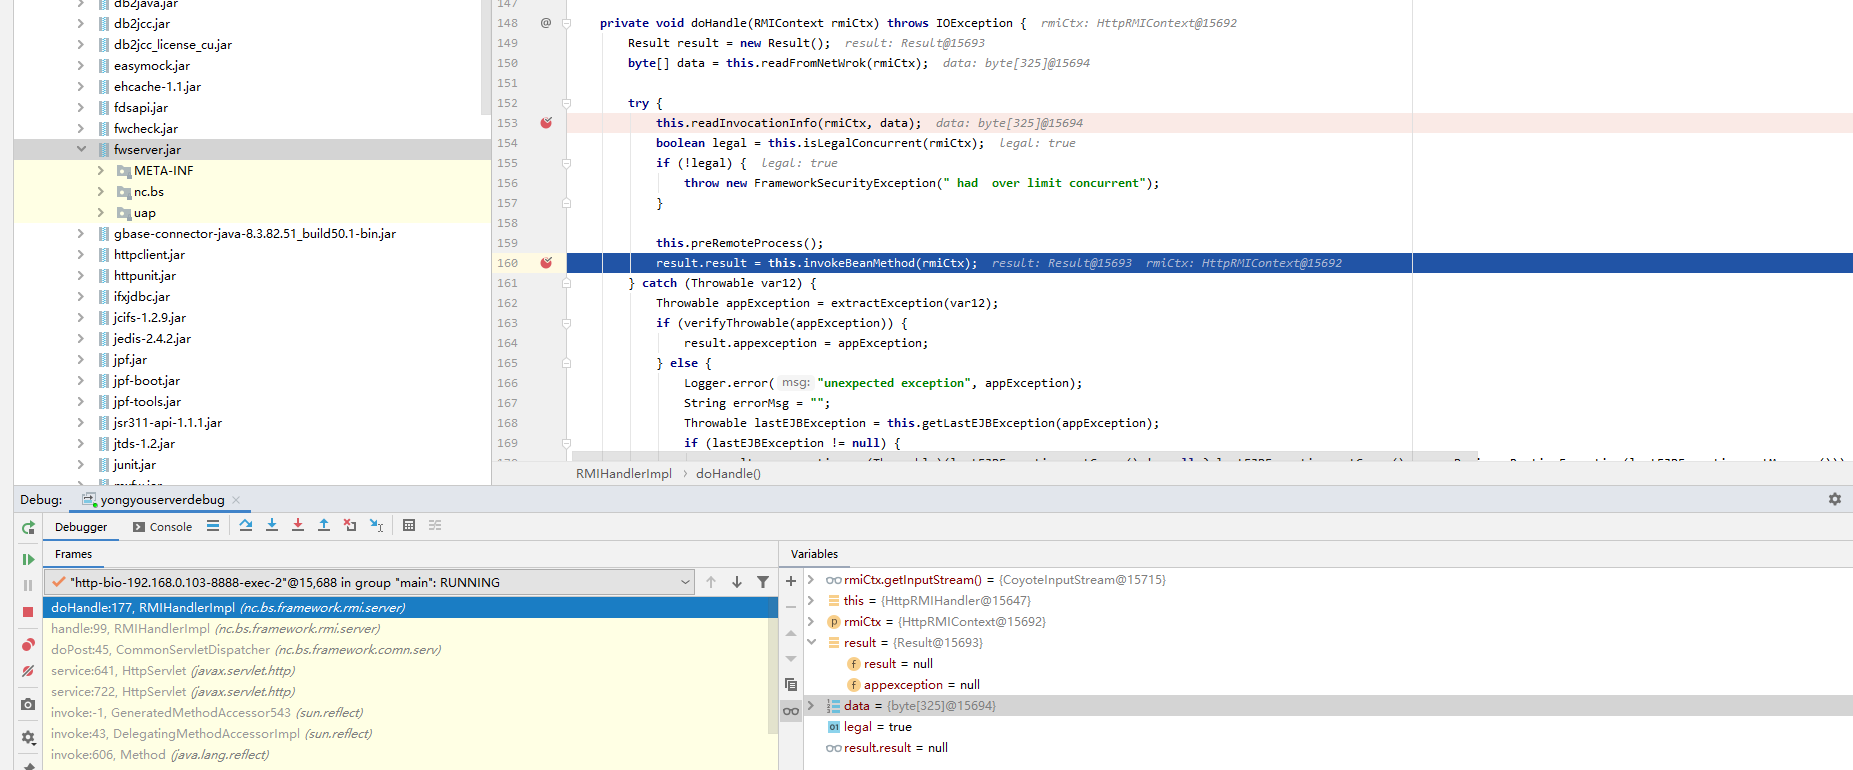 db2java.jar
db2jcc.jar
db2jcc_license_cu.jar
easymock.jar
ehcache-1.1.jar
fdsapi.jar
fwcheck.jar
fwserver.jar
META-INF
nc.bs
uap
gbase-connector-java-8.3.82.51_build50.1-bin.jar
httpclient.jar
httpunit.jar
ifxjdbc.jar
jcifs-1.2.9.jar
jedis-2.4.2.jar
jpf.jar
jpf-boot.jar
jpf-tools.jar
jsr311-api-1.1.1.jar
jtds-1.2.jar
junit.jar
147
148 @ private void doHandle(RMIContext rmiCtx) throws IOException { rmiCtx: HttpRMIContext@15692
149 Result result = new Result(); result: Result@15693
150 byte[] data = this.readFromNetWrok(rmiCtx); data: byte[325]@15694
151
152 try {
153 this.readInvocationInfo(rmiCtx, data); data: byte[325]@15694
154 boolean legal = this.isLegalConcurrent(rmiCtx); legal: true
155 if (!legal) { legal: true
156 throw new FrameworkSecurityException(" had  over limit concurrent");
157 }
158
159 this.preRemoteProcess();
160 result.result = this.invokeBeanMethod(rmiCtx); result: Result@15693 rmiCtx: HttpRMIContext@15692
161 } catch (Throwable var12) {
162 Throwable appException = extractException(var12);
163 if (verifyThrowable(appException)) {
164 result.appexception = appException;
165 } else {
166 Logger.error( msg: "unexpected exception", appException);
167 String errorMsg = "";
168 Throwable lastEJBException = this.getLastEJBException(appException);
169 if (lastEJBException != null) {
RMIHandlerImpl › doHandle()
Debug: yongyouserverdebug ×
Debugger Console
Frames
"http-bio-192.168.0.103-8888-exec-2"@15,688 in group "main": RUNNING
doHandle:177, RMIHandlerImpl (nc.bs.framework.rmi.server)
handle:99, RMIHandlerImpl (nc.bs.framework.rmi.server)
doPost:45, CommonServletDispatcher (nc.bs.framework.comn.serv)
service:641, HttpServlet (javax.servlet.http)
service:722, HttpServlet (javax.servlet.http)
invoke:-1, GeneratedMethodAccessor543 (sun.reflect)
invoke:43, DelegatingMethodAccessorImpl (sun.reflect)
invoke:606, Method (java.lang.reflect)
Variables
rmiCtx.getInputStream() = {CoyoteInputStream@15715}
this = {HttpRMIHandler@15647}
p rmiCtx = {HttpRMIContext@15692}
result = {Result@15693}
f result = null
f appexception = null
data = {byte[325]@15694}
01 legal = true
result.result = null